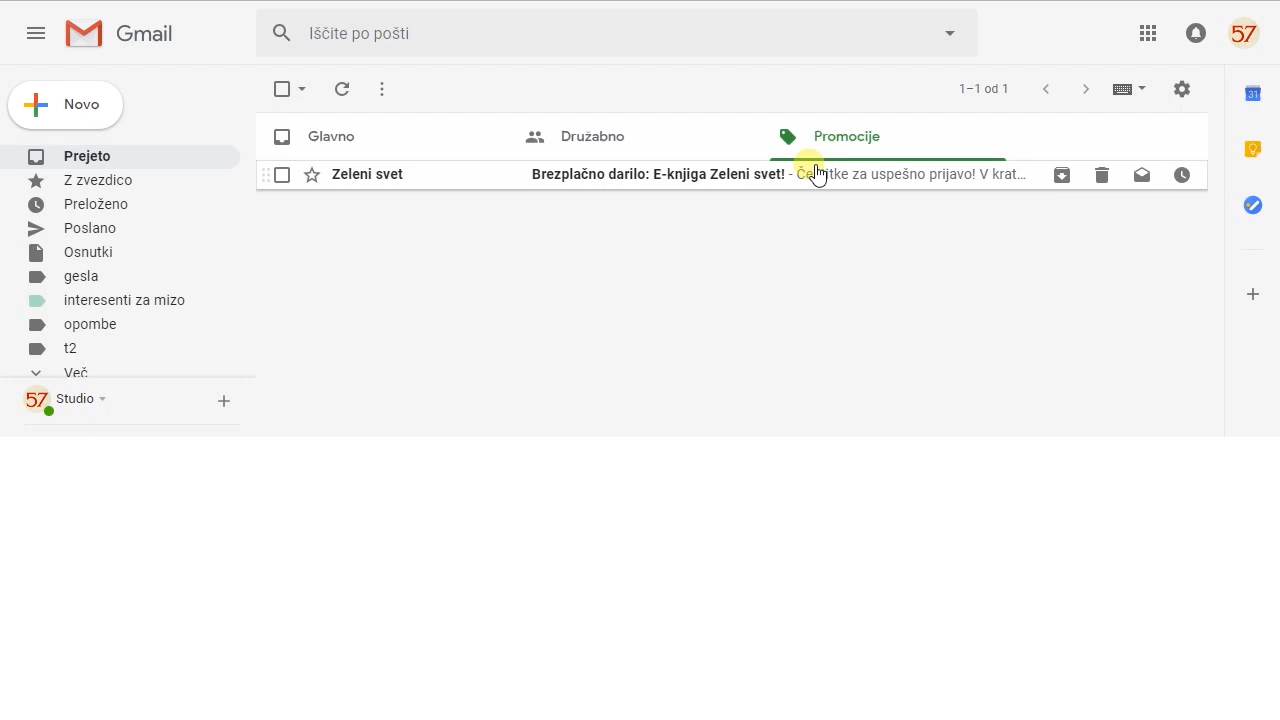 Gmail
Iščite po pošti
57
Novo
1–1 od 1
31
Glavno
Družabno
Promocije
Prejeto
Zeleni svet
Brezplačno darilo: E-knjiga Zeleni svet! - za uspešno prijavo! V krat...
Z zvezdico
Preloženo
Poslano
Osnutki
gesla
interesenti za mizo
opombe
t2
Več
57
Studio